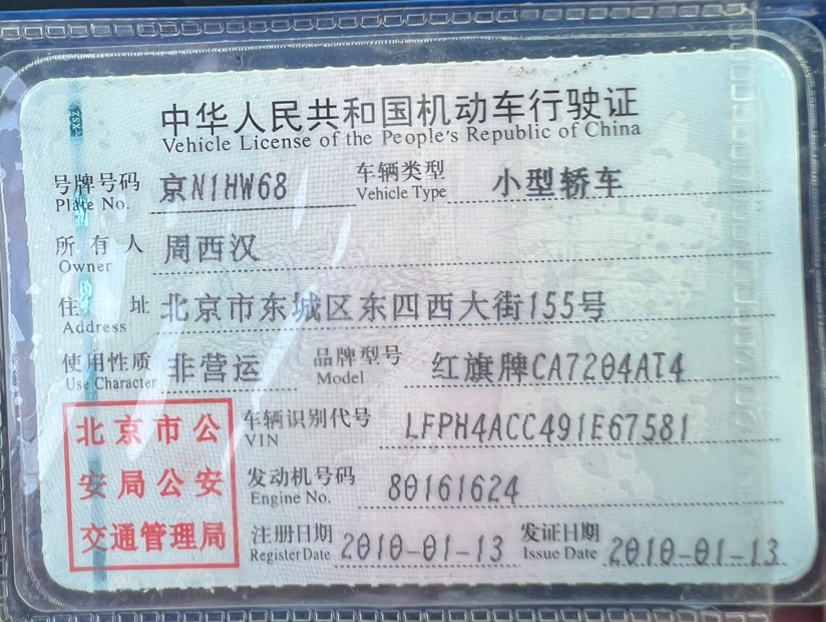 中华人民共和国机动车行驶证
Vehicle License of the People's Republic of China
号牌号码 京N1HW68 车辆类型 小型轿车
Plate No. Vehicle Type
所有人 周西汉
Owner
住址 北京市东城区东四西大街155号
Address
使用性质 非营运 品牌型号 红旗牌CA7204AT4
Use Character Model
北京市公 车辆识别代号 LFPH4ACC491E67581
VIN
安局公安 发动机号码 80161624
Engine No.
交通管理局 注册日期 2010-01-13 发证日期 2010-01-13
Register Date Issue Date